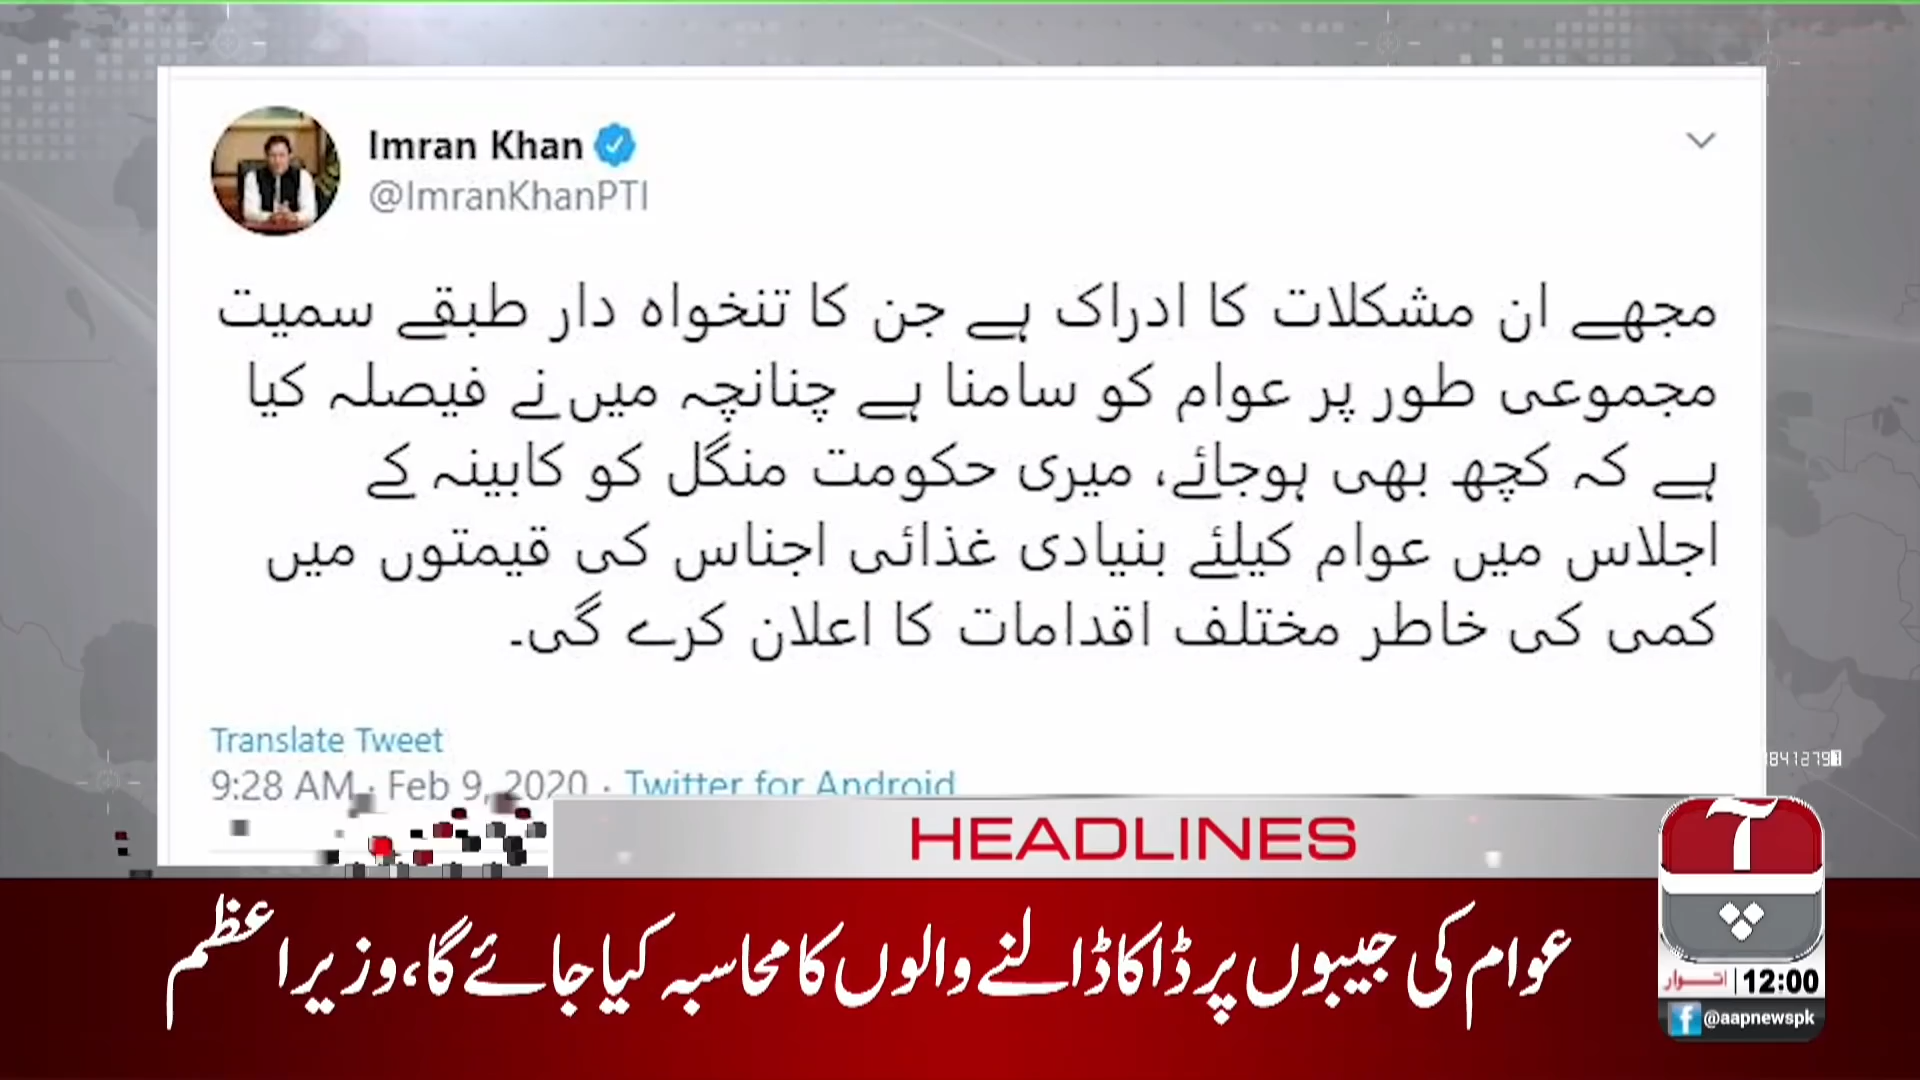 Imran Khan
@ImranKhanPTI
مجھے ان مشکلات کا ادراک ہے جن کا تنخواہ دار طبقے سمیت
مجموعی طور پر عوام کو سامنا ہے چنانچہ میں نے فیصلہ کیا
ہے کہ کچھ بھی ہوجائے، میری حکومت منگل کو کابینہ کے
اجلاس میں عوام کیلئے بنیادی غذائی اجناس کی قیمتوں میں
کمی کی خاطر مختلف اقدامات کا اعلان کرے گی۔
Translate Tweet
9:28 AM · Feb 9, 2020 · Twitter for Android
HEADLINES
عوام کی جیبوں پر ڈاکا ڈالنے والوں کا محاسبہ کیا جائے گا، وزیراعظم
آپ
اتوار 12:00
@aapnewspk